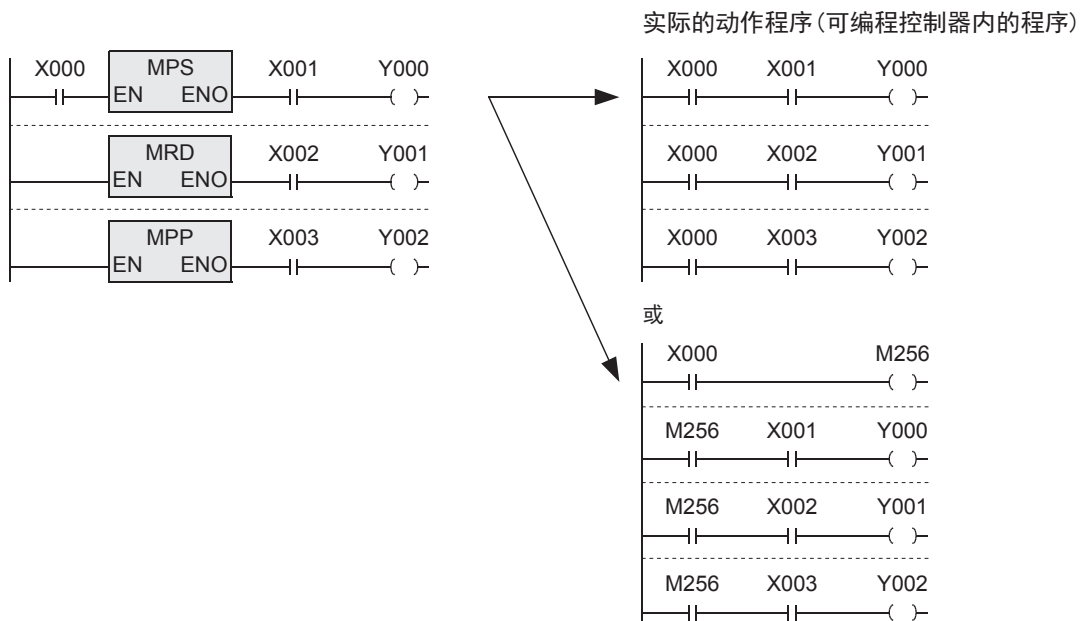 实际的动作程序(可编程控制器内的程序)
X000 MPS X001 Y000
EN ENO
MRD X002 Y001
EN ENO
MPP X003 Y002
EN ENO
X000 X001 Y000
X000 X002 Y001
X000 X003 Y002
或
X000 M256
M256 X001 Y000
M256 X002 Y001
M256 X003 Y002